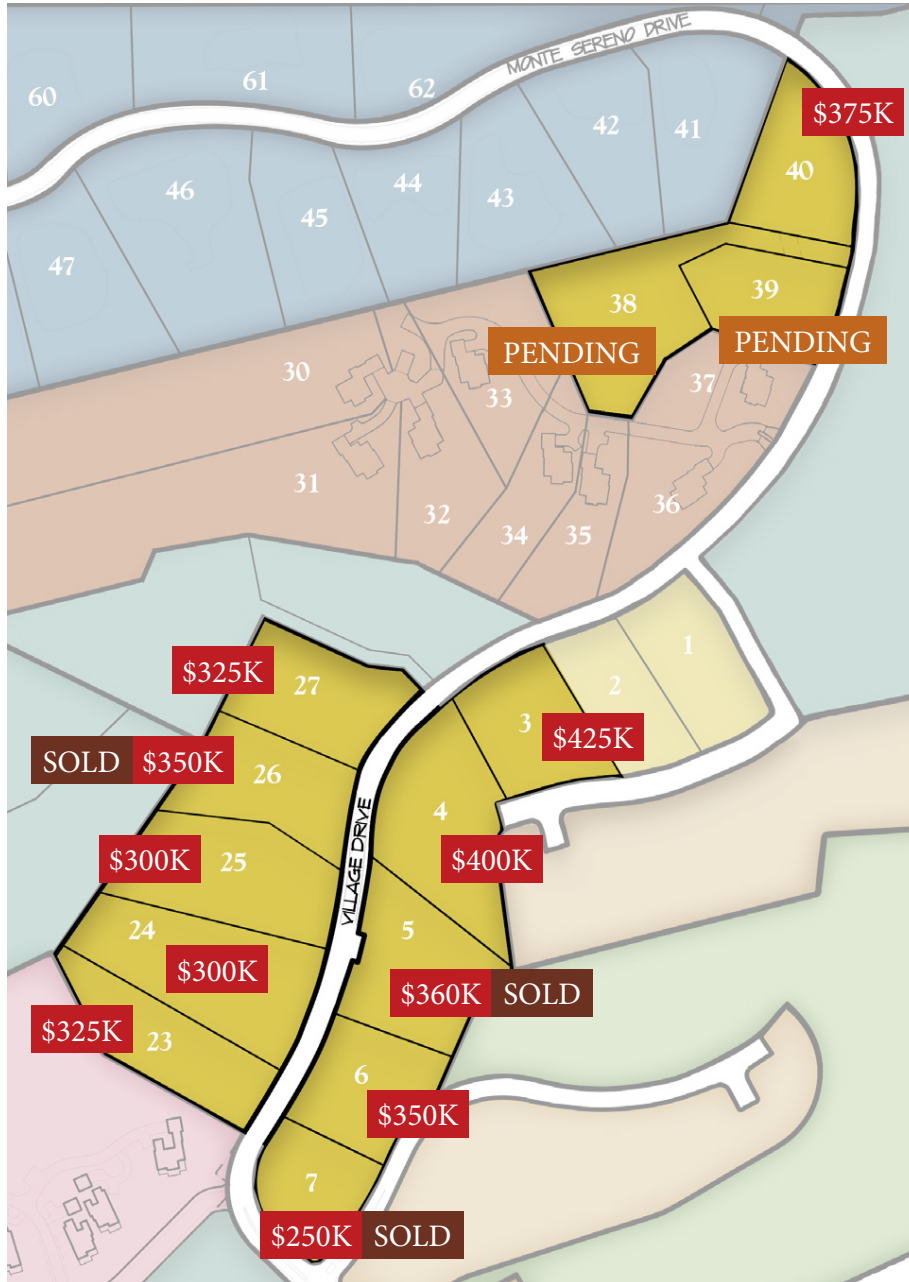 MONTE SERENO DRIVE
60
61
62
42
41
$375K
40
46
44
45
43
47
38
39
PENDING
PENDING
30
33
37
31
32
34
35
36
1
2
$325K
27
3
$425K
SOLD $350K
26
4
VILLAGE DRIVE
$300K
25
$400K
24
5
$300K
$360K SOLD
$325K
23
6
$350K
7
$250K SOLD